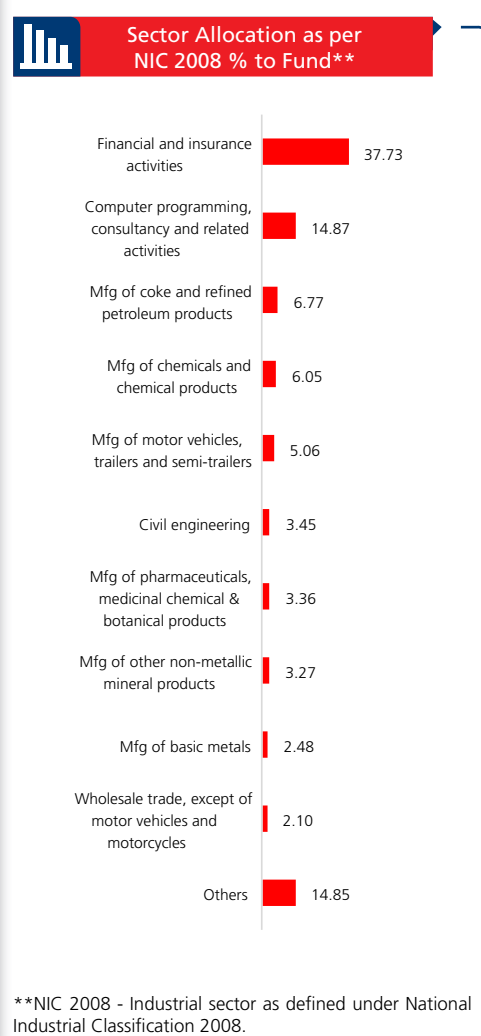 Sector Allocation as per
NIC 2008 % to Fund**
Financial and insurance
activities
37.73
Computer programming,
consultancy and related
activities
14.87
Mfg of coke and refined
petroleum products
6.77
Mfg of chemicals and
chemical products
6.05
Mfg of motor vehicles,
trailers and semi-trailers
5.06
Civil engineering
3.45
Mfg of pharmaceuticals,
medicinal chemical &
botanical products
3.36
Mfg of other non-metallic
mineral products
3.27
Mfg of basic metals
2.48
Wholesale trade, except of
motor vehicles and
motorcycles
2.10
Others
14.85
**NIC 2008 - Industrial sector as defined under National
Industrial Classification 2008.